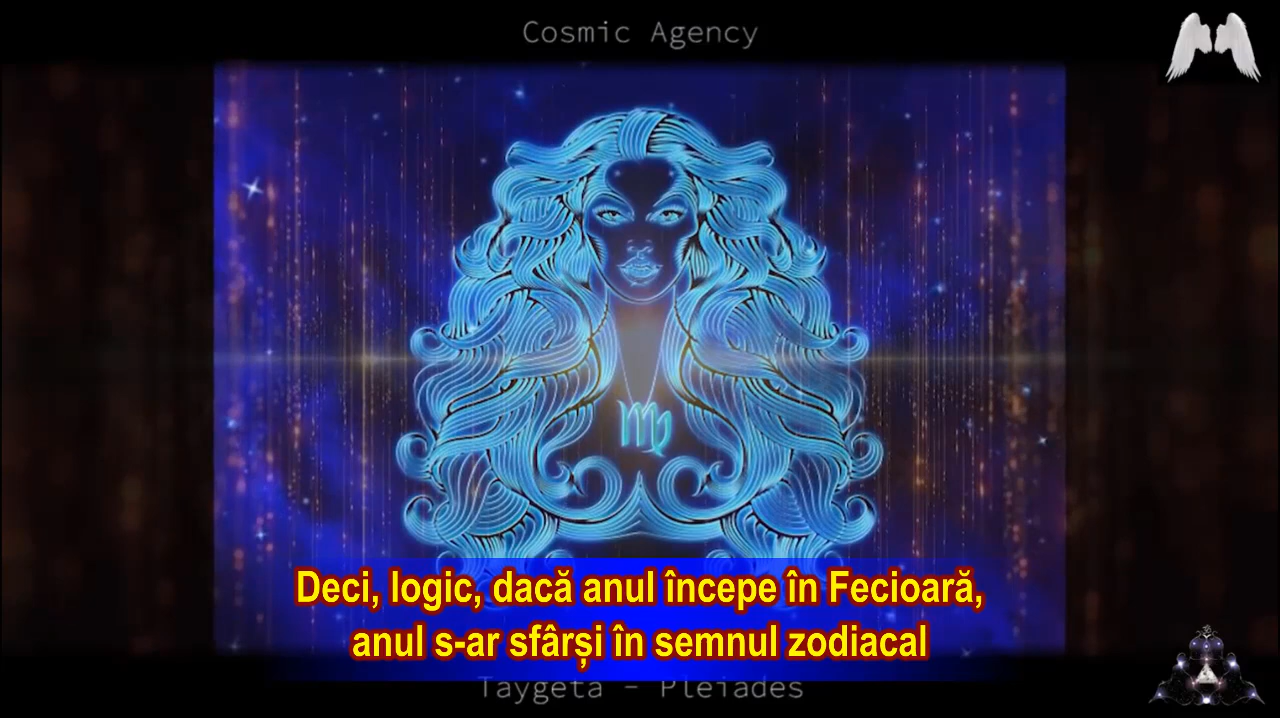 Cosmic Agency
Deci, logic, dacă anul începe în Fecioară,
anul s-ar sfârși în semnul zodiacal
Taygeta - Pleiades